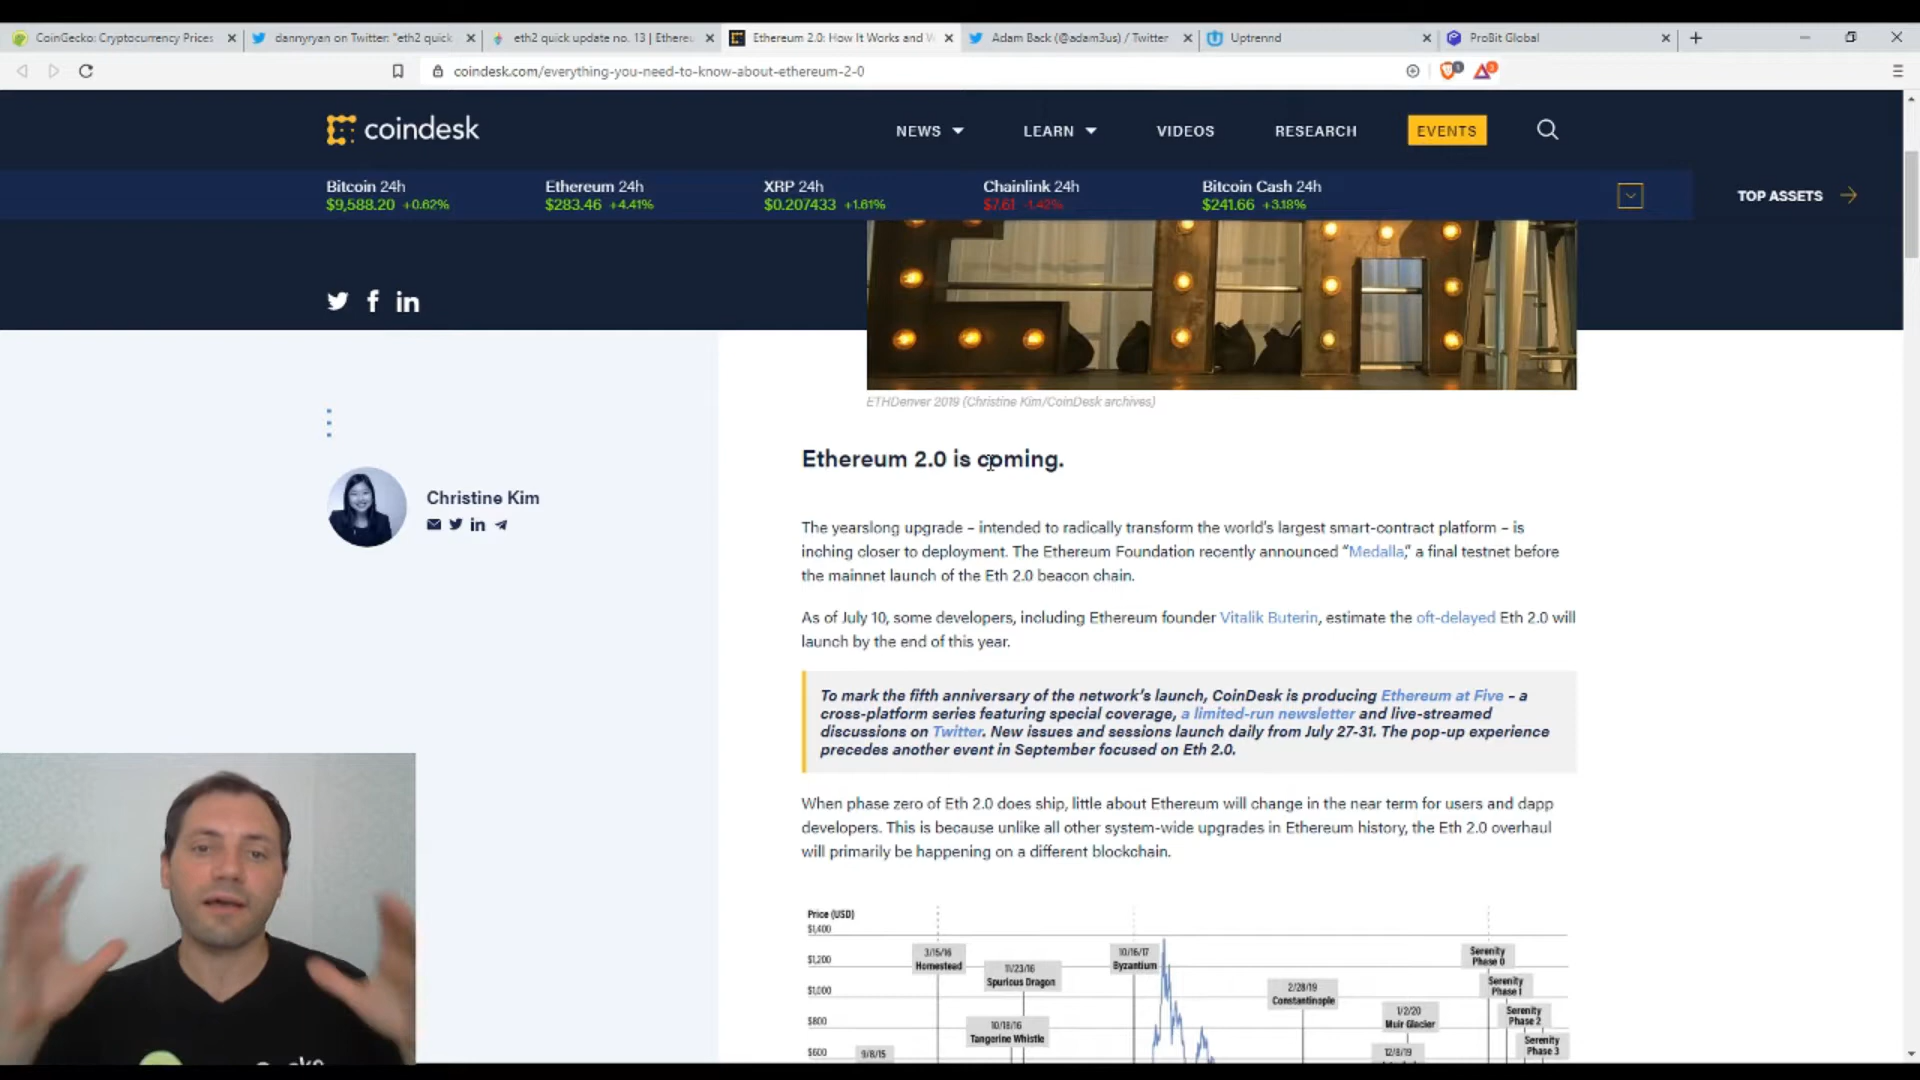 CoinGecko: Cryptocurrency Prices
dannyryan on Twitter: "eth2 quick
eth2 quick update no. 13 | Ethere
Ethereum 2.0: How It Works and W
Adam Back (@adam3us) / Twitter
Uptrennd
ProBit Global
coindesk.com/everything-you-need-to-know-about-ethereum-2-0
coindesk
NEWS
LEARN
VIDEOS
RESEARCH
EVENTS
Bitcoin 24h
$9,588.20 +0.62%
Ethereum 24h
$283.46 +4.41%
XRP 24h
$0.207433 +1.61%
Chainlink 24h
$7.61 -1.42%
Bitcoin Cash 24h
$241.66 +3.18%
TOP ASSETS
ETHDenver 2019 (Christine Kim/CoinDesk archives)
Christine Kim
Ethereum 2.0 is coming.
The yearslong upgrade – intended to radically transform the world's largest smart-contract platform – is
inching closer to deployment. The Ethereum Foundation recently announced “Medalla,” a final testnet before
the mainnet launch of the Eth 2.0 beacon chain.
As of July 10, some developers, including Ethereum founder Vitalik Buterin, estimate the oft-delayed Eth 2.0 will
launch by the end of this year.
To mark the fifth anniversary of the network's launch, CoinDesk is producing Ethereum at Five – a
cross-platform series featuring special coverage, a limited-run newsletter and live-streamed
discussions on Twitter. New issues and sessions launch daily from July 27-31. The pop-up experience
precedes another event in September focused on Eth 2.0.
When phase zero of Eth 2.0 does ship, little about Ethereum will change in the near term for users and dapp
developers. This is because unlike all other system-wide upgrades in Ethereum history, the Eth 2.0 overhaul
will primarily be happening on a different blockchain.
Price (USD)
$1,400
$1,200
$1,000
$800
$600
3/15/16
Homestead
11/23/16
Spurious Dragon
10/18/16
Tangerine Whistle
9/8/15
10/16/17
Byzantium
2/28/19
Constantinople
1/2/20
Muir Glacier
12/8/19
Serenity
Phase 0
Serenity
Phase 1
Serenity
Phase 2
Serenity
Phase 3